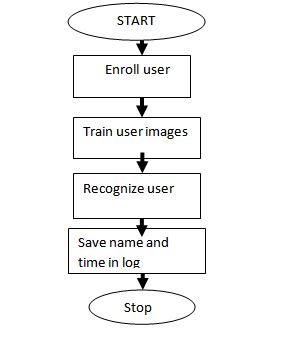 START
Enroll user
Train user images
Recognize user
Save name and
time in log
Stop